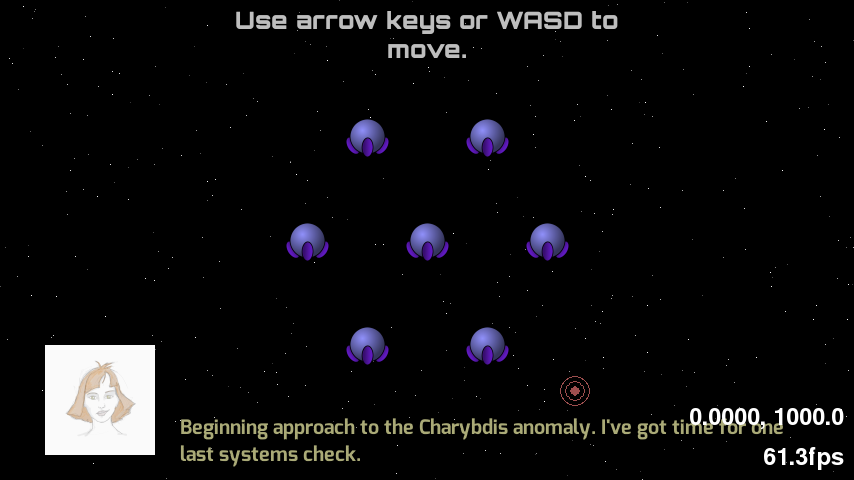 Use arrow keys or WASD to
move.
0.0000, 1000.0
Beginning approach to the Charybdis anomaly. I've got time for one
last systems check.
61.3fps